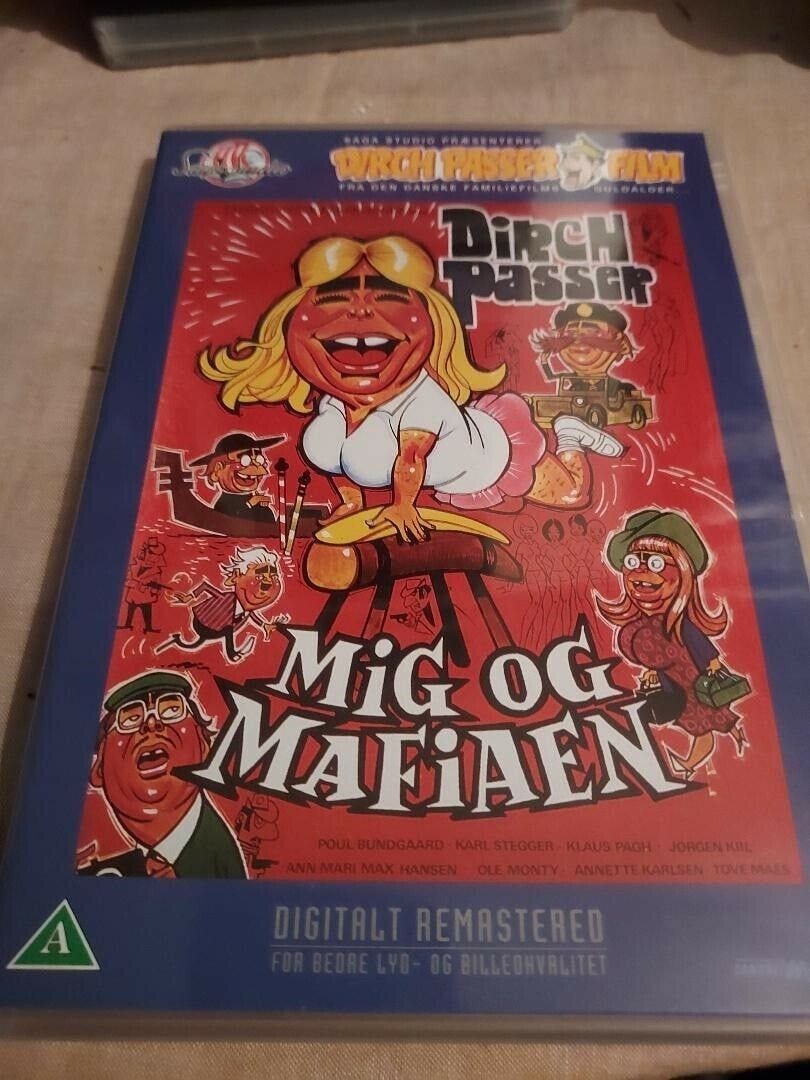 SAGA STUDIO PRÆSENTERER
DIRCH PASSER FILM
FRA DEN DANSKE FAMILIEFILMS GULDALDER...
DIRCH
PASSER
MiG OG
MAFiAEN
POUL BUNDGAARD · KARL STEGGER · KLAUS PAGH · JØRGEN KIIL
ANN MARI MAX HANSEN · OLE MONTY · ANNETTE KARLSEN · TOVE MAËS
A
DIGITALT REMASTERED
FOR BEDRE LYD- OG BILLEDKVALITET